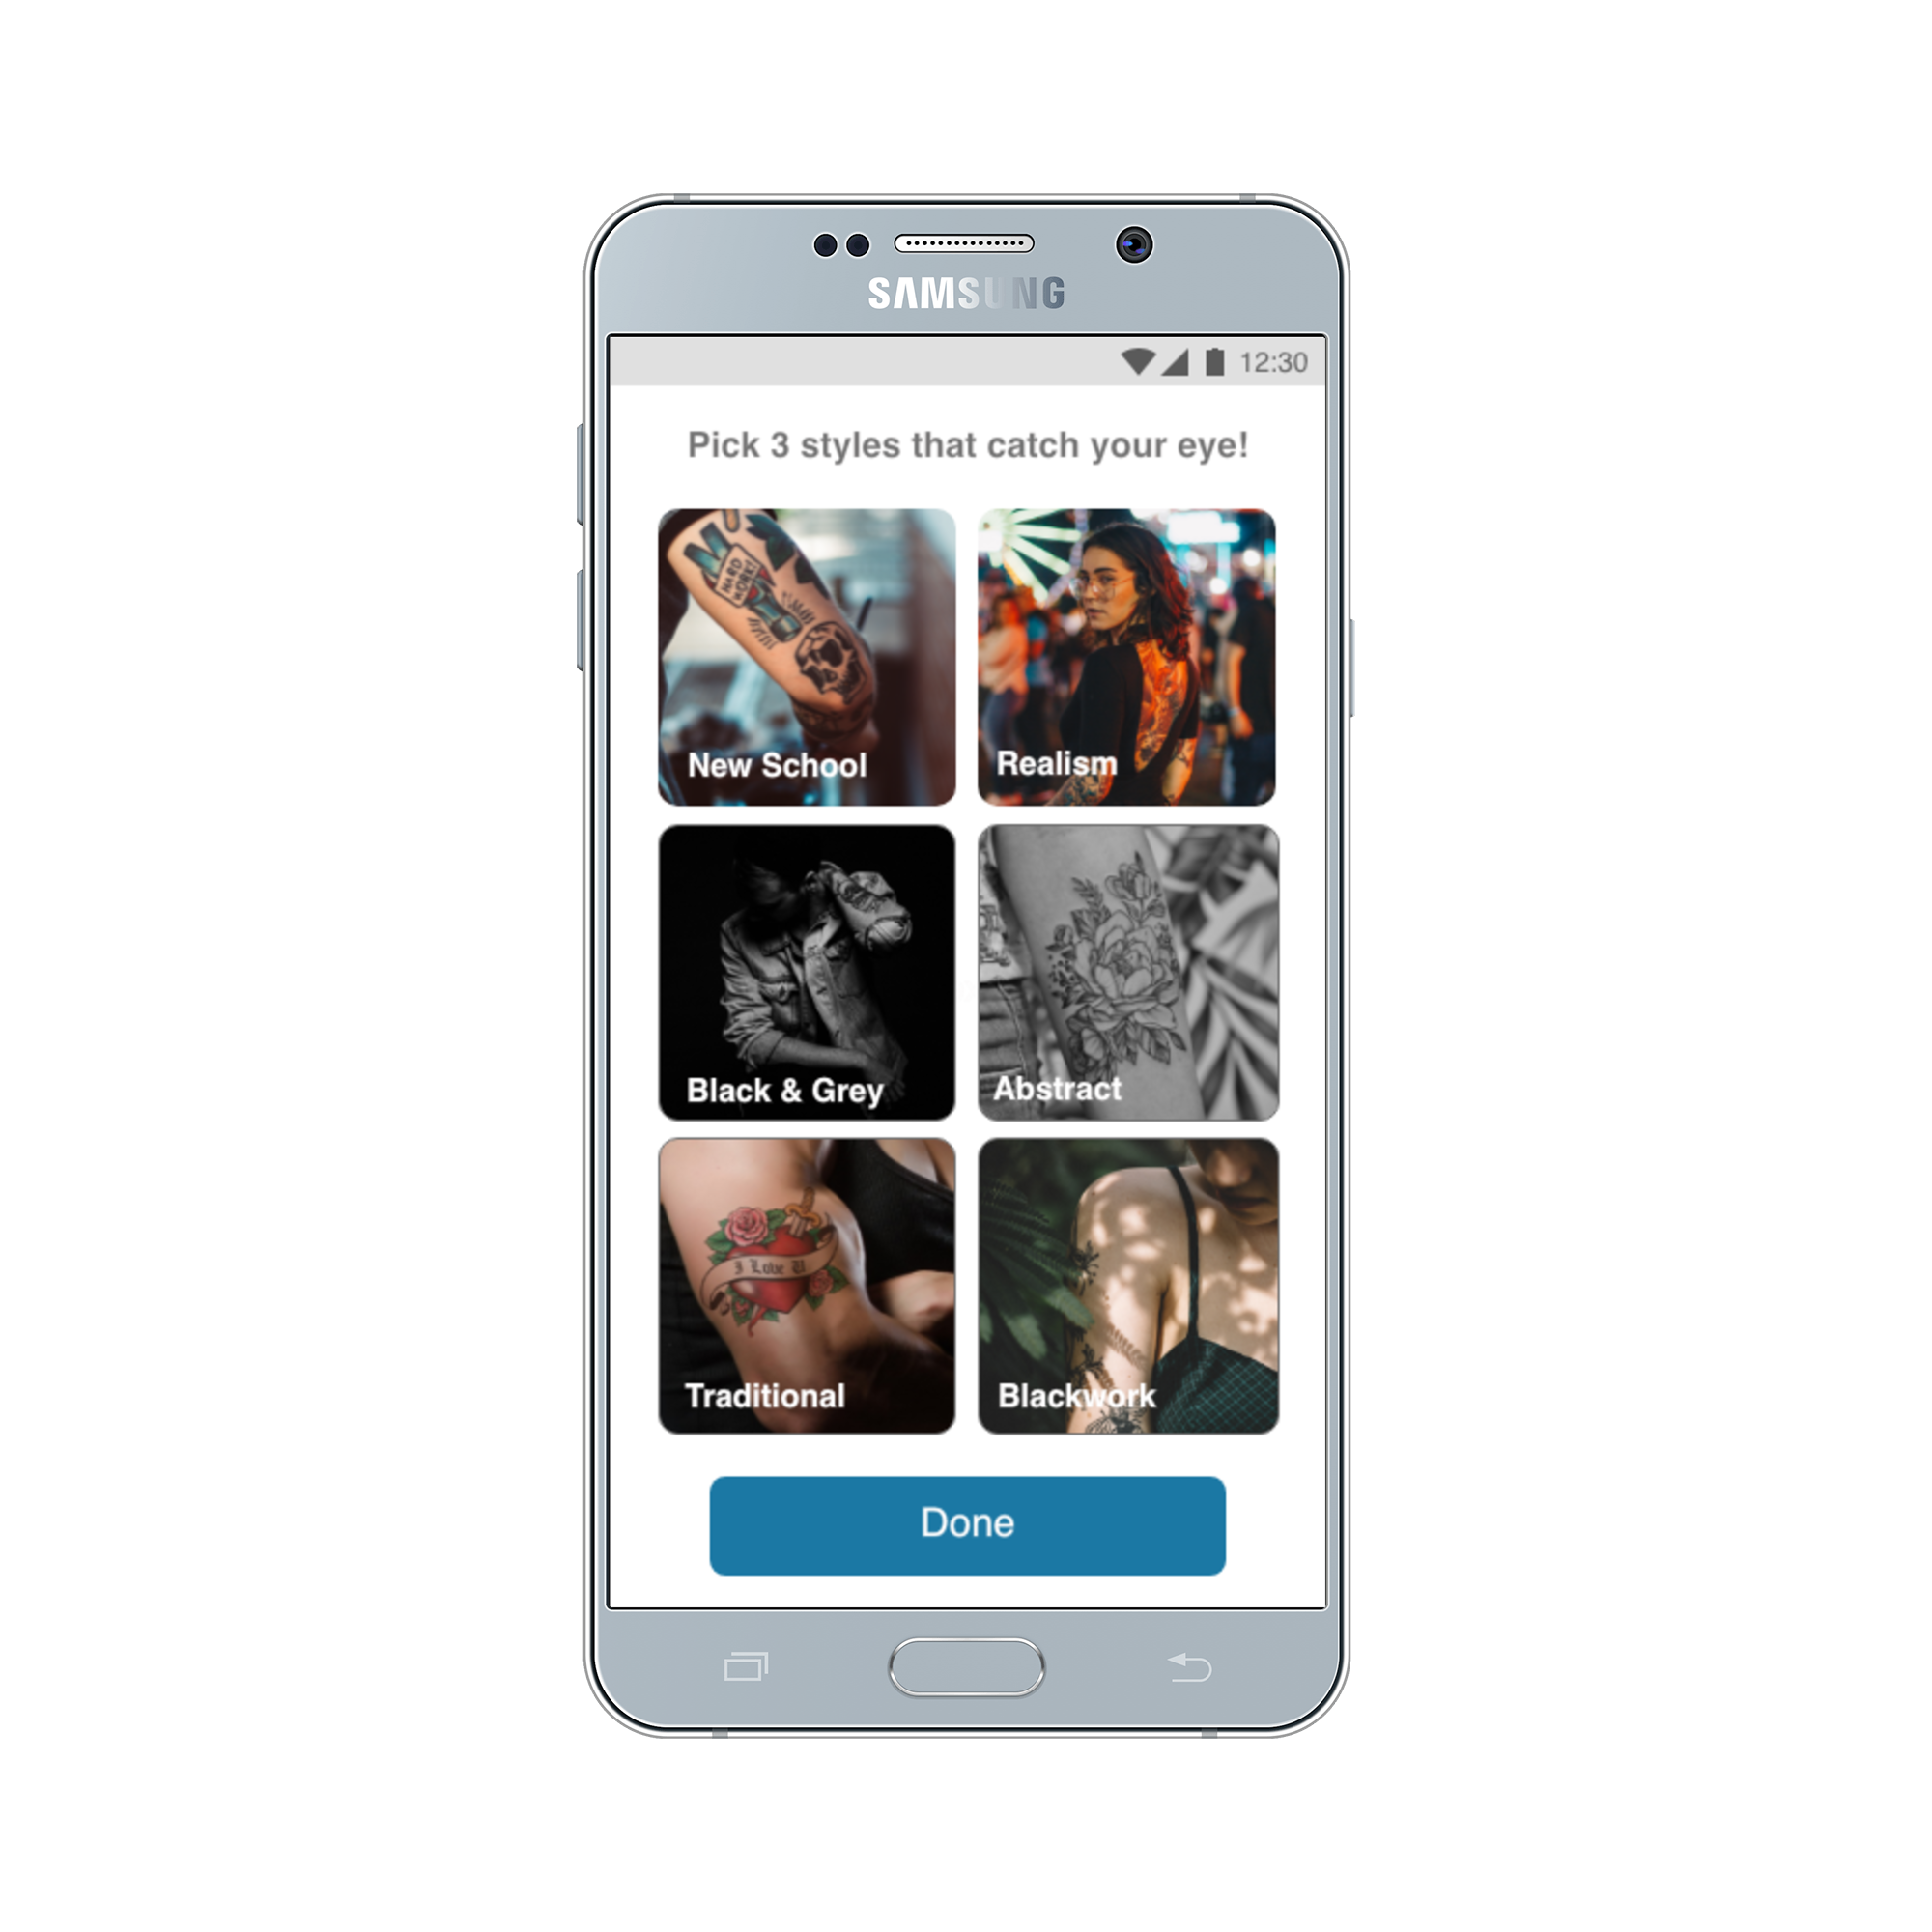 SAMSUNG
12:30
Pick 3 styles that catch your eye!
HARD
WORK!
New School
Realism
Black & Grey
Abstract
I Love U
Traditional
Blackwork
Done